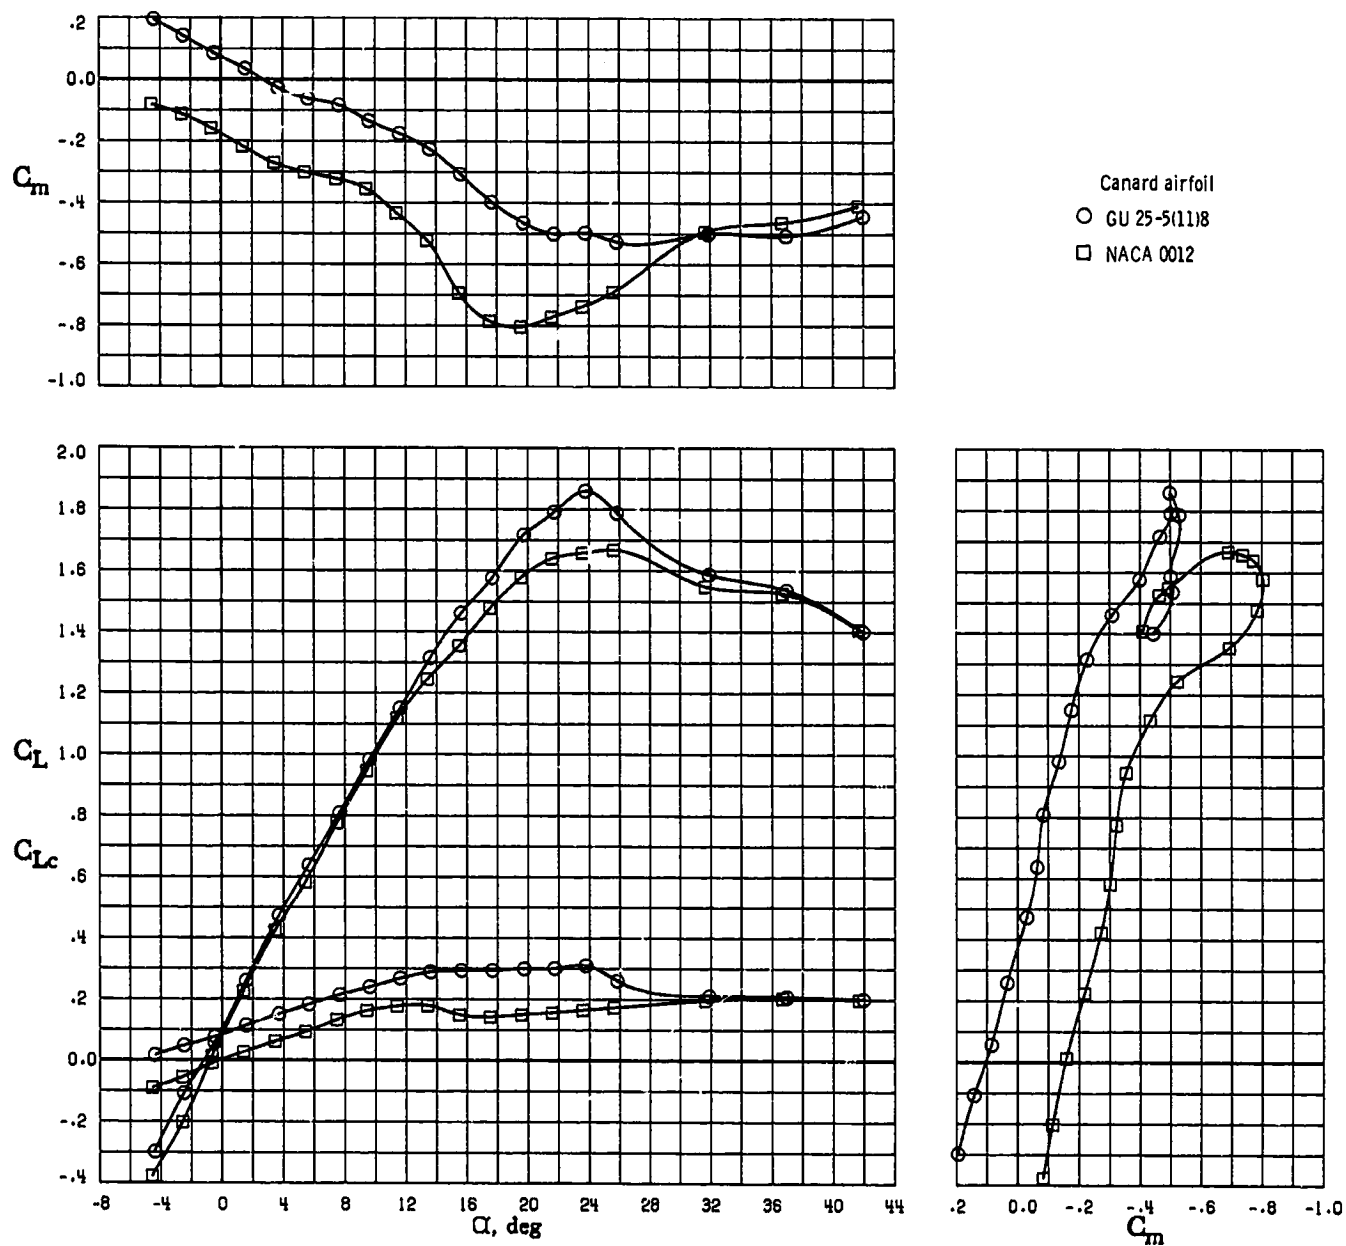 .2
0.0
-.2
-.4
-.6
-.8
-1.0
C_m
Canard airfoil
GU 25-5(11)8
NACA 0012
2.0
1.8
1.6
1.4
1.2
1.0
.8
.6
.4
.2
0.0
-.2
-.4
C_L
C_Lc
-8 -4 0 4 8 12 16 20 24 28 32 36 40 44
α, deg
.2 0.0 -.2 -.4 -.6 -.8 -1.0
C_m